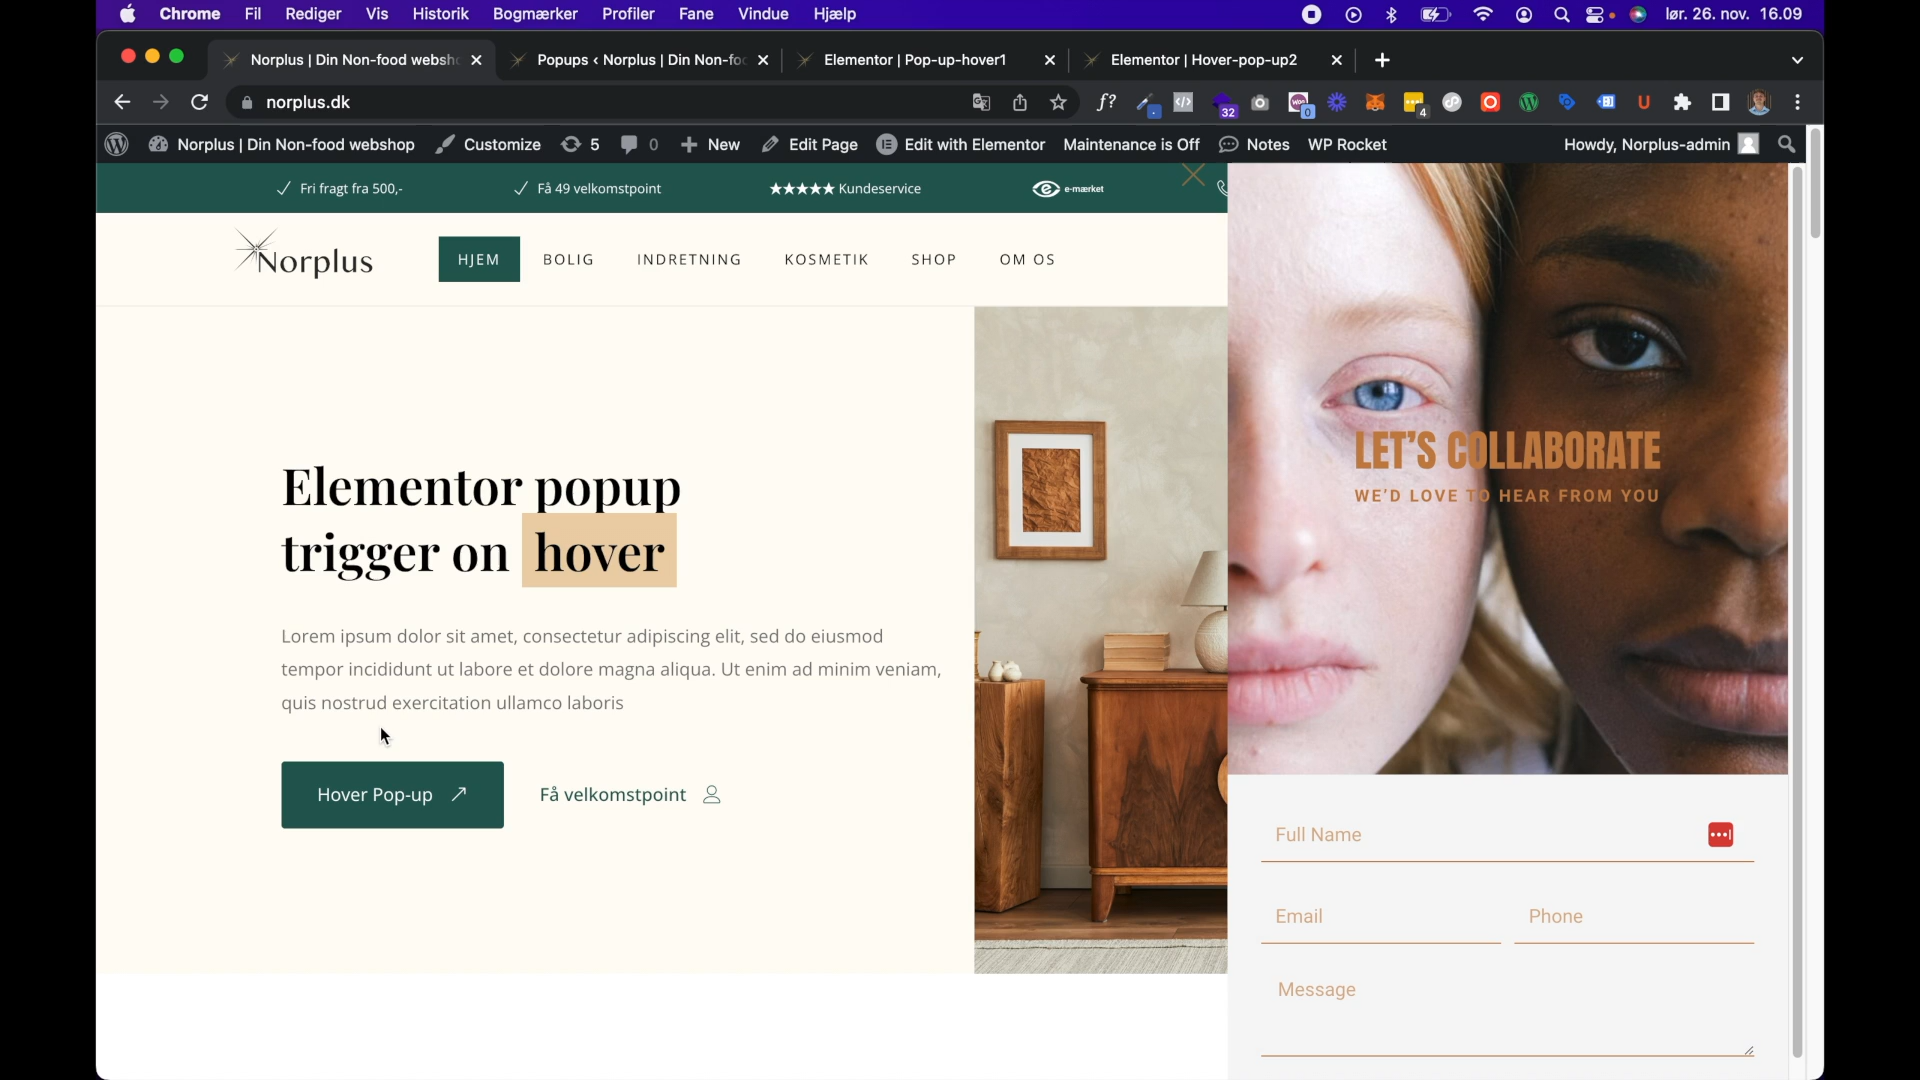 Chrome Fil Rediger Vis Historik Bogmærker Profiler Fane Vindue Hjælp lør. 26. nov. 16.09
Norplus | Din Non-food websh
Popups ‹ Norplus | Din Non-fo
Elementor | Pop-up-hover1
Elementor | Hover-pop-up2
norplus.dk
f?
32
0
4
U
Norplus | Din Non-food webshop Customize 5 0 New Edit Page Edit with Elementor Maintenance is Off Notes WP Rocket Howdy, Norplus-admin
Fri fragt fra 500,-
Få 49 velkomstpoint
★★★★★ Kundeservice
e-mærket
Norplus
HJEM BOLIG INDRETNING KOSMETIK SHOP OM OS
Elementor popup
trigger on hover
Lorem ipsum dolor sit amet, consectetur adipiscing elit, sed do eiusmod
tempor incididunt ut labore et dolore magna aliqua. Ut enim ad minim veniam,
quis nostrud exercitation ullamco laboris
Hover Pop-up
Få velkomstpoint
LET'S COLLABORATE
WE'D LOVE TO HEAR FROM YOU
Full Name
Email
Phone
Message